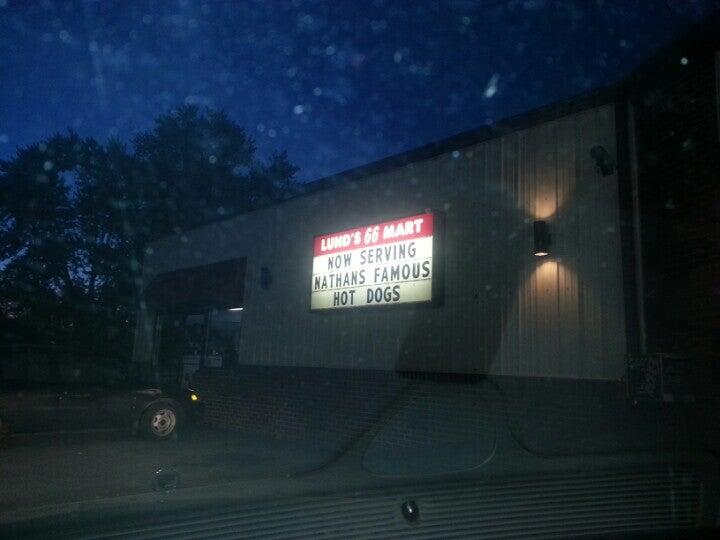 LUND'S 66 MART
NOW SERVING
NATHANS FAMOUS
HOT DOGS